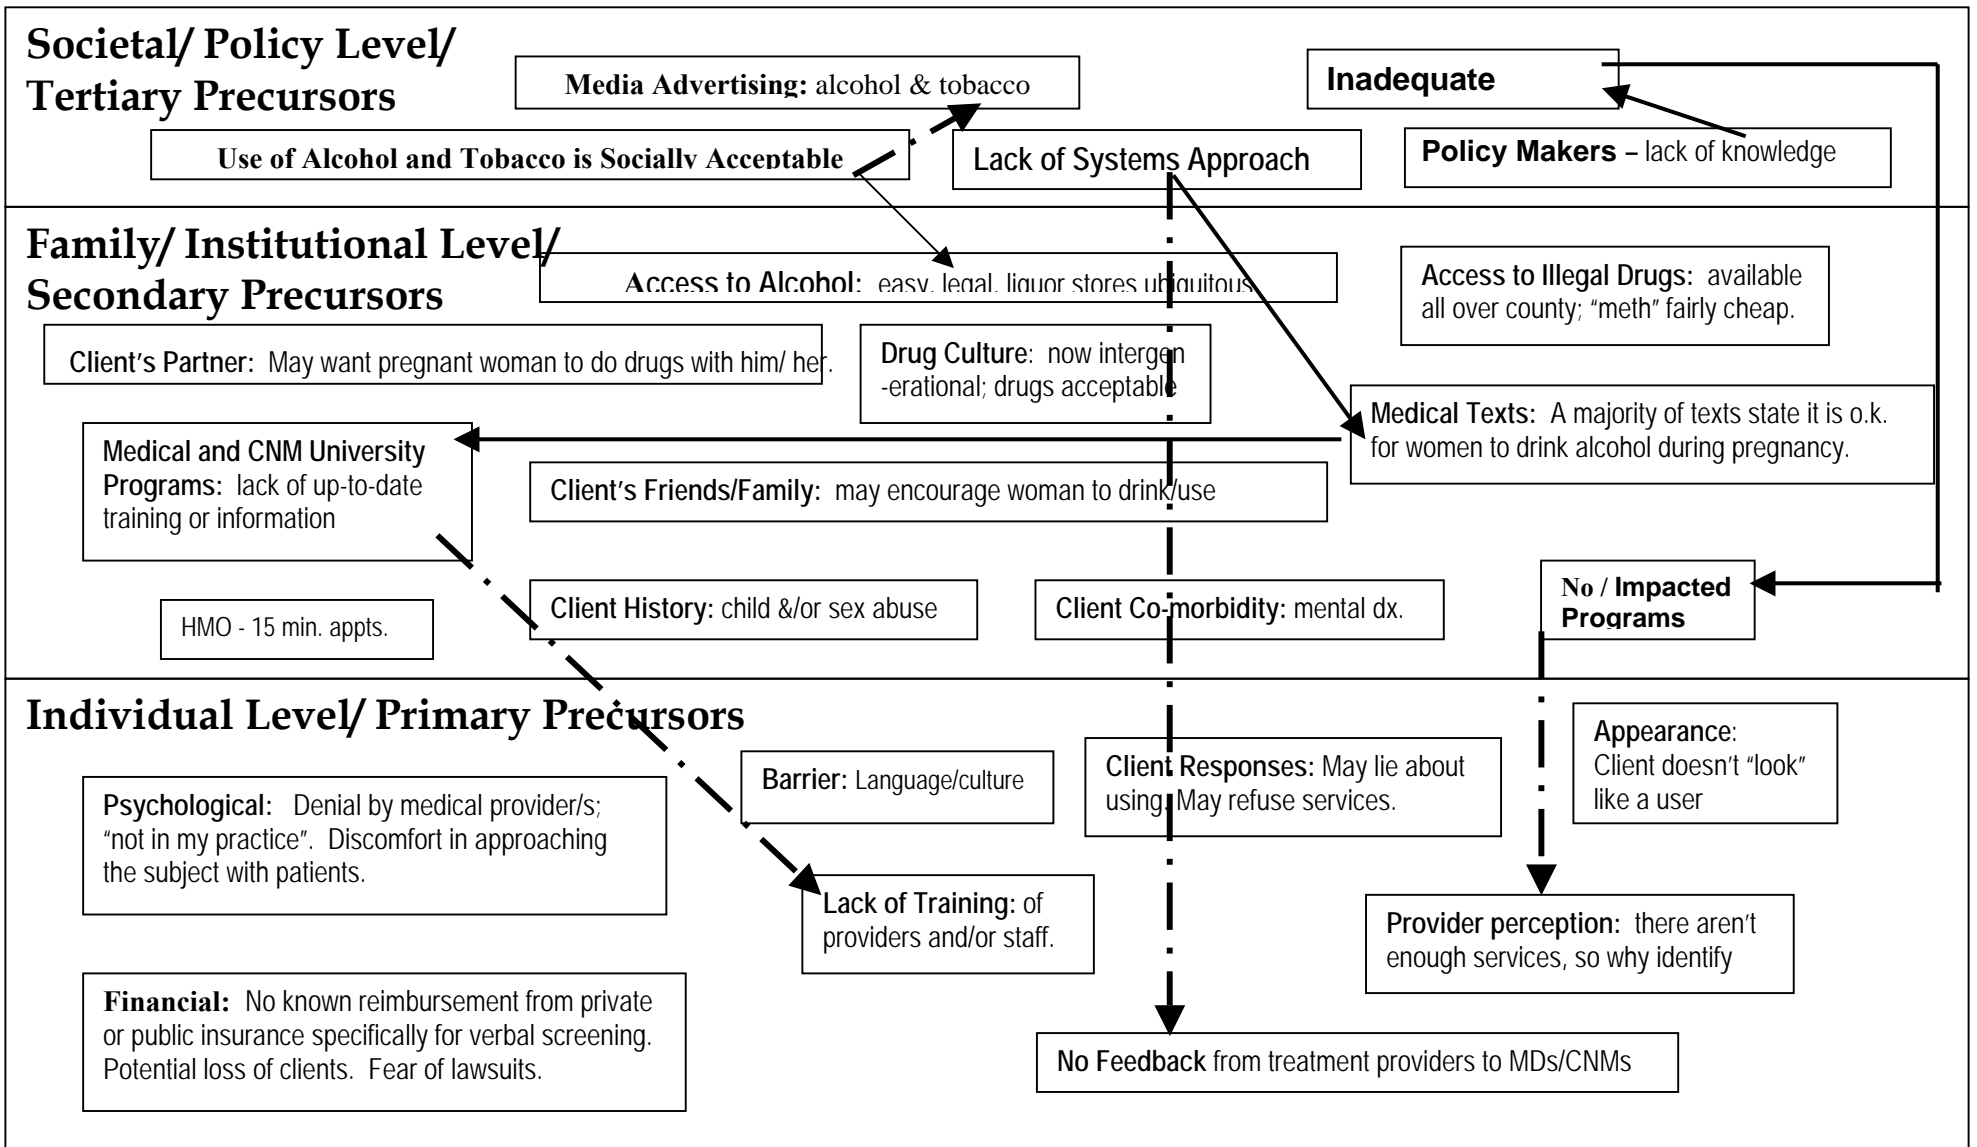 Societal/ Policy Level/
Tertiary Precursors
Media Advertising: alcohol & tobacco
Inadequate
Use of Alcohol and Tobacco is Socially Acceptable
Lack of Systems Approach
Policy Makers – lack of knowledge
Family/ Institutional Level/
Secondary Precursors
Access to Alcohol: easy, legal, liquor stores ubiquitous
Access to Illegal Drugs: available
all over county; “meth” fairly cheap.
Client’s Partner: May want pregnant woman to do drugs with him/ her.
Drug Culture: now intergen
-erational; drugs acceptable
Medical Texts: A majority of texts state it is o.k.
for women to drink alcohol during pregnancy.
Medical and CNM University
Programs: lack of up-to-date
training or information
Client’s Friends/Family: may encourage woman to drink/use
HMO - 15 min. appts.
Client History: child &/or sex abuse
Client Co-morbidity: mental dx.
No / Impacted
Programs
Individual Level/ Primary Precursors
Psychological: Denial by medical provider/s;
“not in my practice”. Discomfort in approaching
the subject with patients.
Barrier: Language/culture
Client Responses: May lie about
using. May refuse services.
Appearance:
Client doesn’t “look”
like a user
Lack of Training: of
providers and/or staff.
Provider perception: there aren’t
enough services, so why identify
Financial: No known reimbursement from private
or public insurance specifically for verbal screening.
Potential loss of clients. Fear of lawsuits.
No Feedback from treatment providers to MDs/CNMs